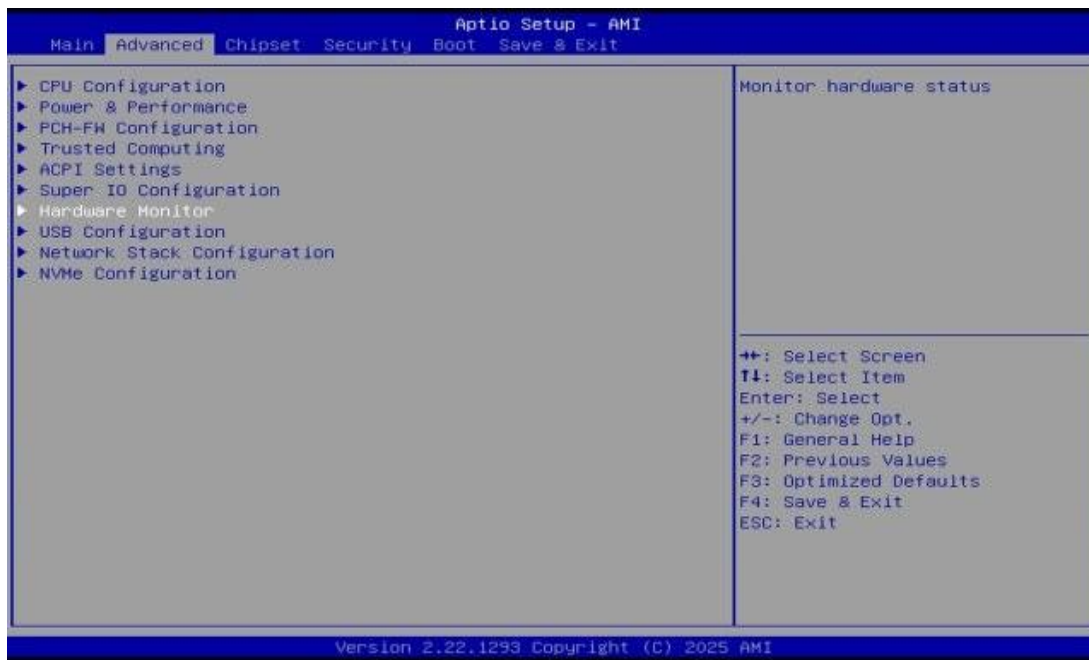 Aptio Setup - AMI
Main Advanced Chipset Security Boot Save & Exit
▶ CPU Configuration
▶ Power & Performance
▶ PCH-FW Configuration
▶ Trusted Computing
▶ ACPI Settings
▶ Super IO Configuration
▶ Hardware Monitor
▶ USB Configuration
▶ Network Stack Configuration
▶ NVMe Configuration
Monitor hardware status
→←: Select Screen
↑↓: Select Item
Enter: Select
+/-: Change Opt.
F1: General Help
F2: Previous Values
F3: Optimized Defaults
F4: Save & Exit
ESC: Exit
Version 2.22.1293 Copyright (C) 2025 AMI